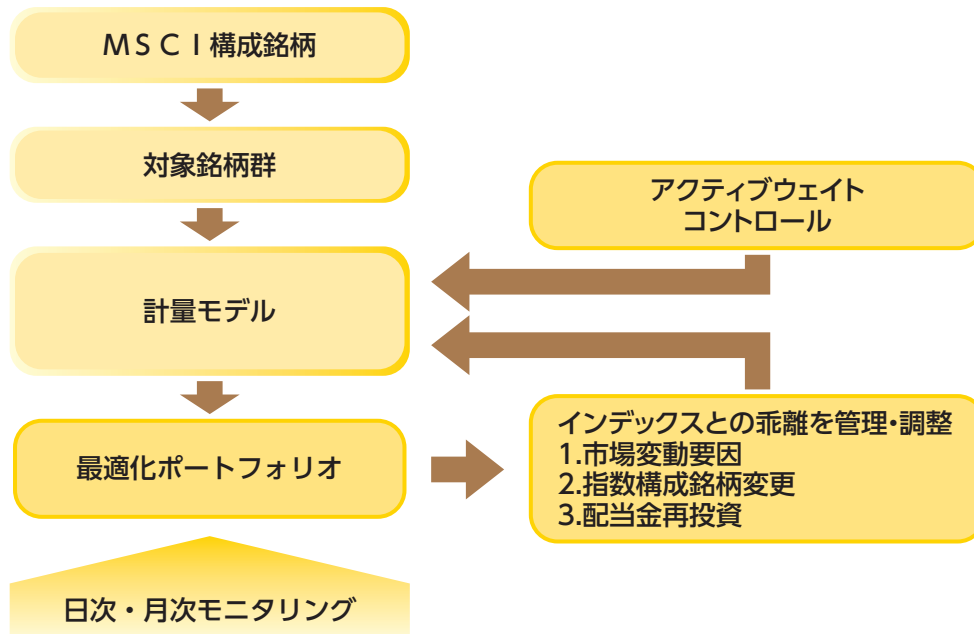 ＭＳＣＩ構成銘柄
対象銘柄群
計量モデル
最適化ポートフォリオ
日次・月次モニタリング
アクティブウェイト
コントロール
インデックスとの乖離を管理・調整
1.市場変動要因
2.指数構成銘柄変更
3.配当金再投資